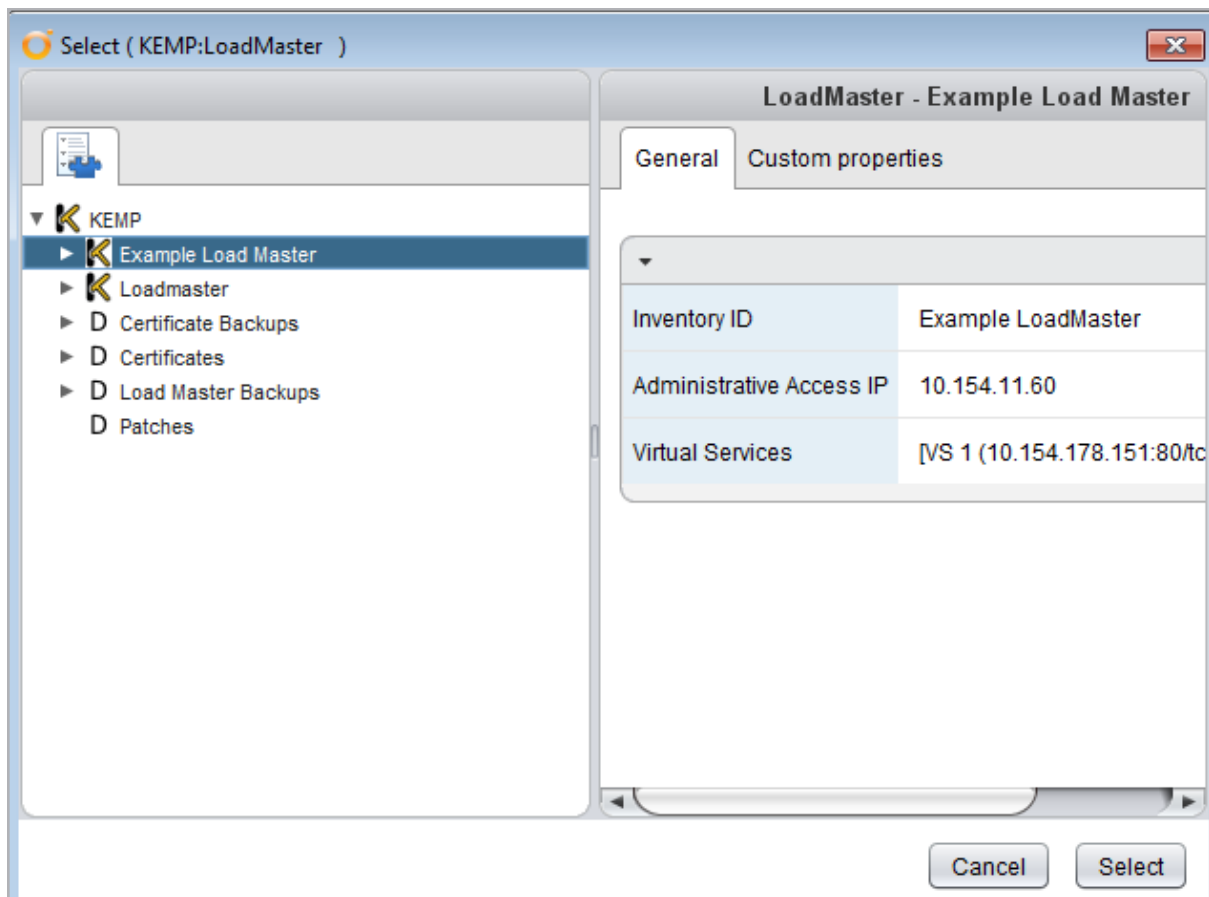 Select ( KEMP:LoadMaster )
LoadMaster - Example Load Master
General Custom properties
KEMP
Example Load Master
Loadmaster
D Certificate Backups
D Certificates
D Load Master Backups
D Patches
Inventory ID Example LoadMaster
Administrative Access IP 10.154.11.60
Virtual Services [VS 1 (10.154.178.151:80/tc
Cancel Select